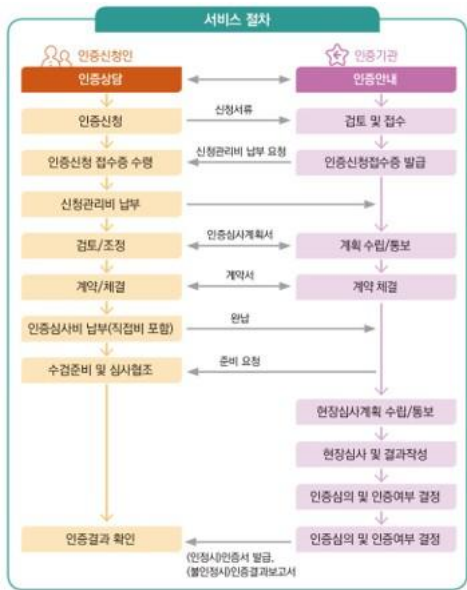 서비스 절차
인증신청인
인증기관
인증상담
인증안내
인증신청
신청서류
검토 및 접수
인증신청 접수증 수령
신청관리비 납부 요청
인증신청접수증 발급
신청관리비 납부
검토/조정
인증심사계획서
계획 수립/통보
계약/체결
계약서
계약 체결
인증심사비 납부(직접비 포함)
완납
수검준비 및 심사협조
준비 요청
현장심사계획 수립/통보
현장심사 및 결과작성
인증심의 및 인증여부 결정
인증결과 확인
인증심의 및 인증여부 결정
(인정시)인증서 발급,
(불인정시)인증결과보고서